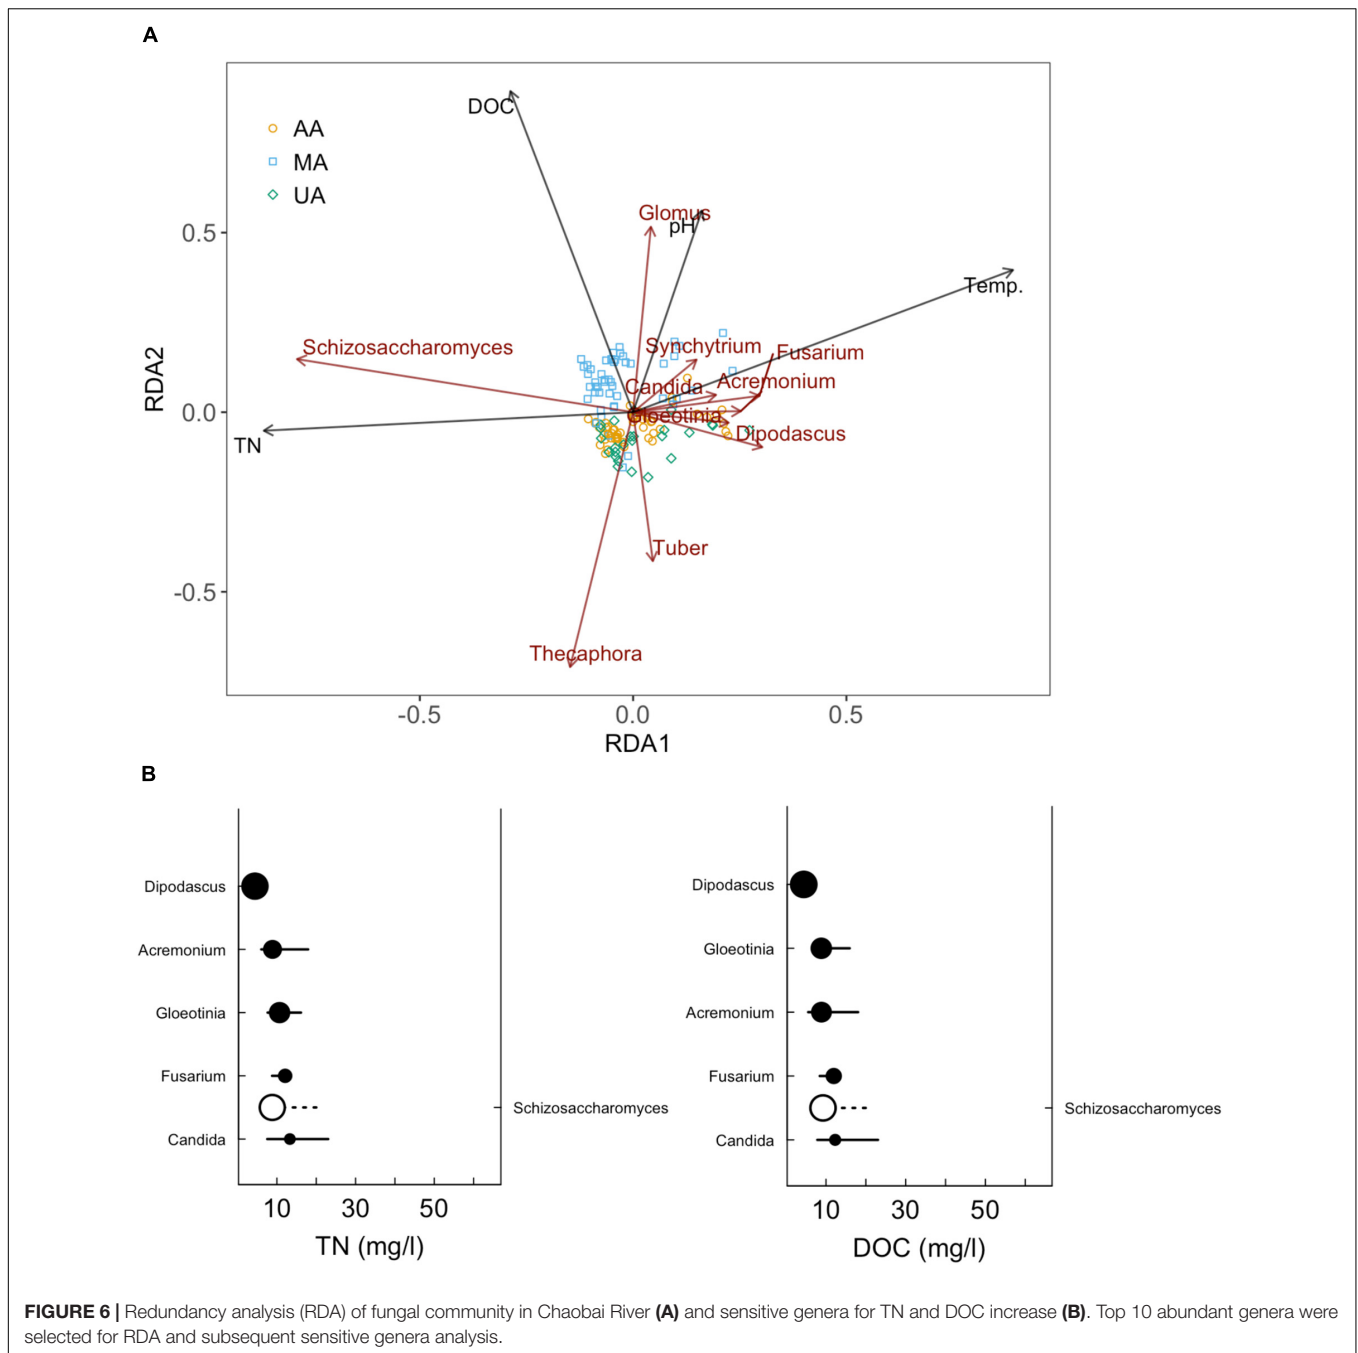 A
DOC
AA
MA
UA
Glomus
pH
0.5
Temp.
Schizosaccharomyces
Synchytrium
Fusarium
Candida
Acremonium
RDA2
0.0
Gloeotinia
Dipodascus
TN
Tuber
-0.5
Thecaphora
-0.5
0.0
0.5
RDA1
B
Dipodascus
Acremonium
Gloeotinia
Fusarium
Schizosaccharomyces
Candida
10
30
50
TN (mg/l)
Dipodascus
Gloeotinia
Acremonium
Fusarium
Schizosaccharomyces
Candida
10
30
50
DOC (mg/l)
FIGURE 6 | Redundancy analysis (RDA) of fungal community in Chaobai River (A) and sensitive genera for TN and DOC increase (B). Top 10 abundant genera were
selected for RDA and subsequent sensitive genera analysis.